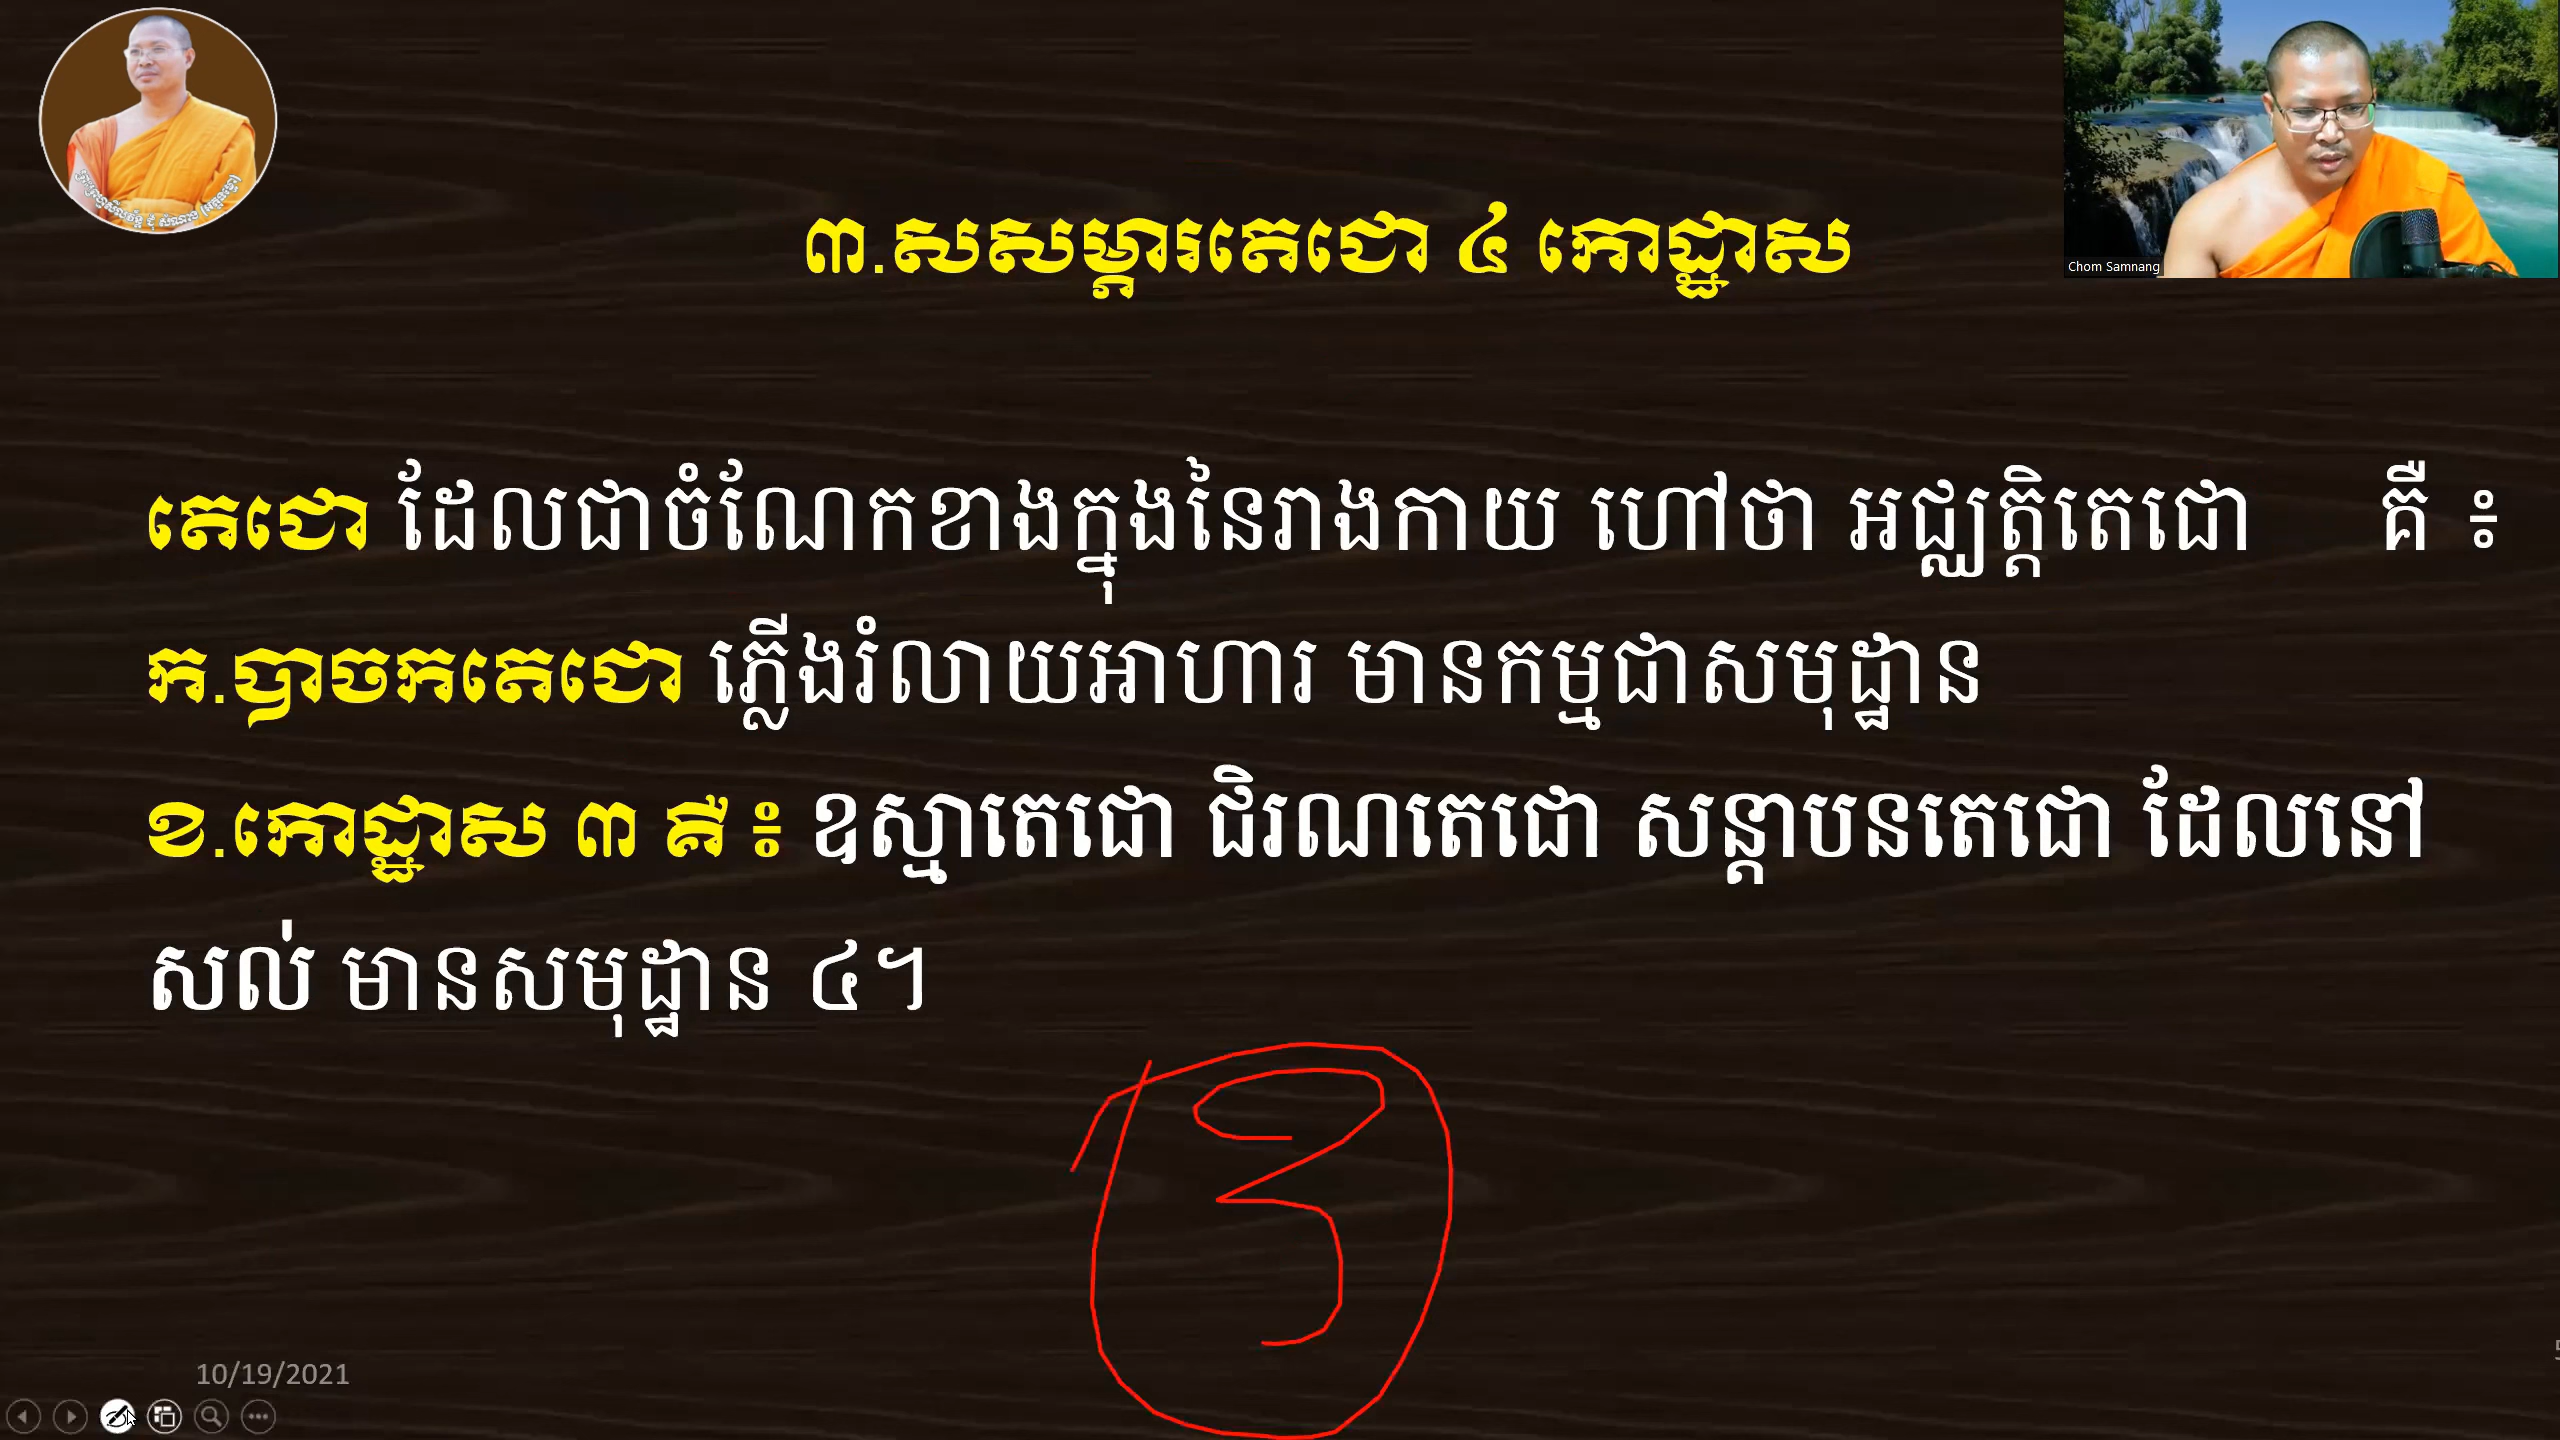 Chom Samnang
៣.សសម្ភារតេជោ ៤ កោដ្ឋាស
តេជោ ដែលជាចំណែកខាងក្នុងនៃរាងកាយ ហៅថា អជ្ឈត្តិតេជោ គឺ ៖
ក.បាចកតេជោ ភ្លើងរំលាយអាហារ មានកម្មជាសមុដ្ឋាន
ខ.កោដ្ឋាស ៣ គឺ ៖ ឧស្មាតេជោ ជិរណតេជោ សន្តាបនតេជោ ដែលនៅ
សល់ មានសមុដ្ឋាន ៤។
3
10/19/2021